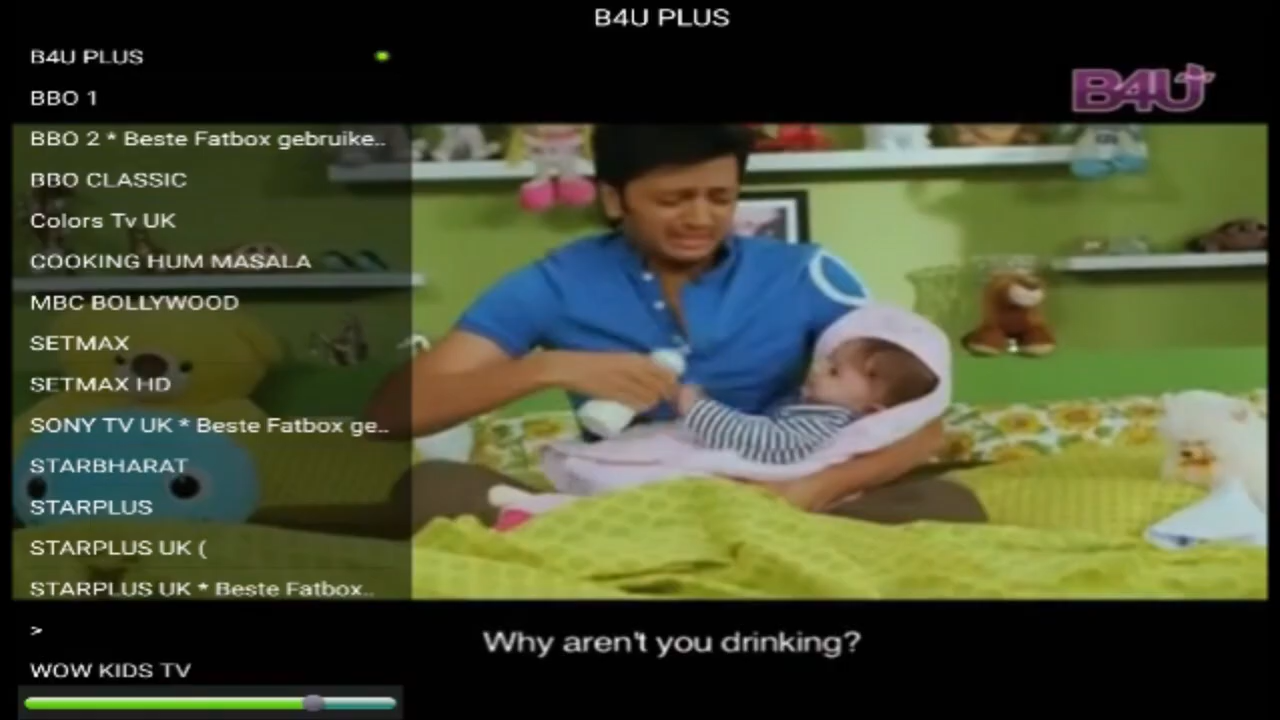 B4U PLUS
B4U PLUS
BBO 1
BBO 2 * Beste Fatbox gebruike..
BBO CLASSIC
Colors Tv UK
COOKING HUM MASALA
MBC BOLLYWOOD
SETMAX
SETMAX HD
SONY TV UK * Beste Fatbox ge..
STARBHARAT
STARPLUS
STARPLUS UK (
STARPLUS UK * Beste Fatbox..
>
WOW KIDS TV
B4U
Why aren't you drinking?